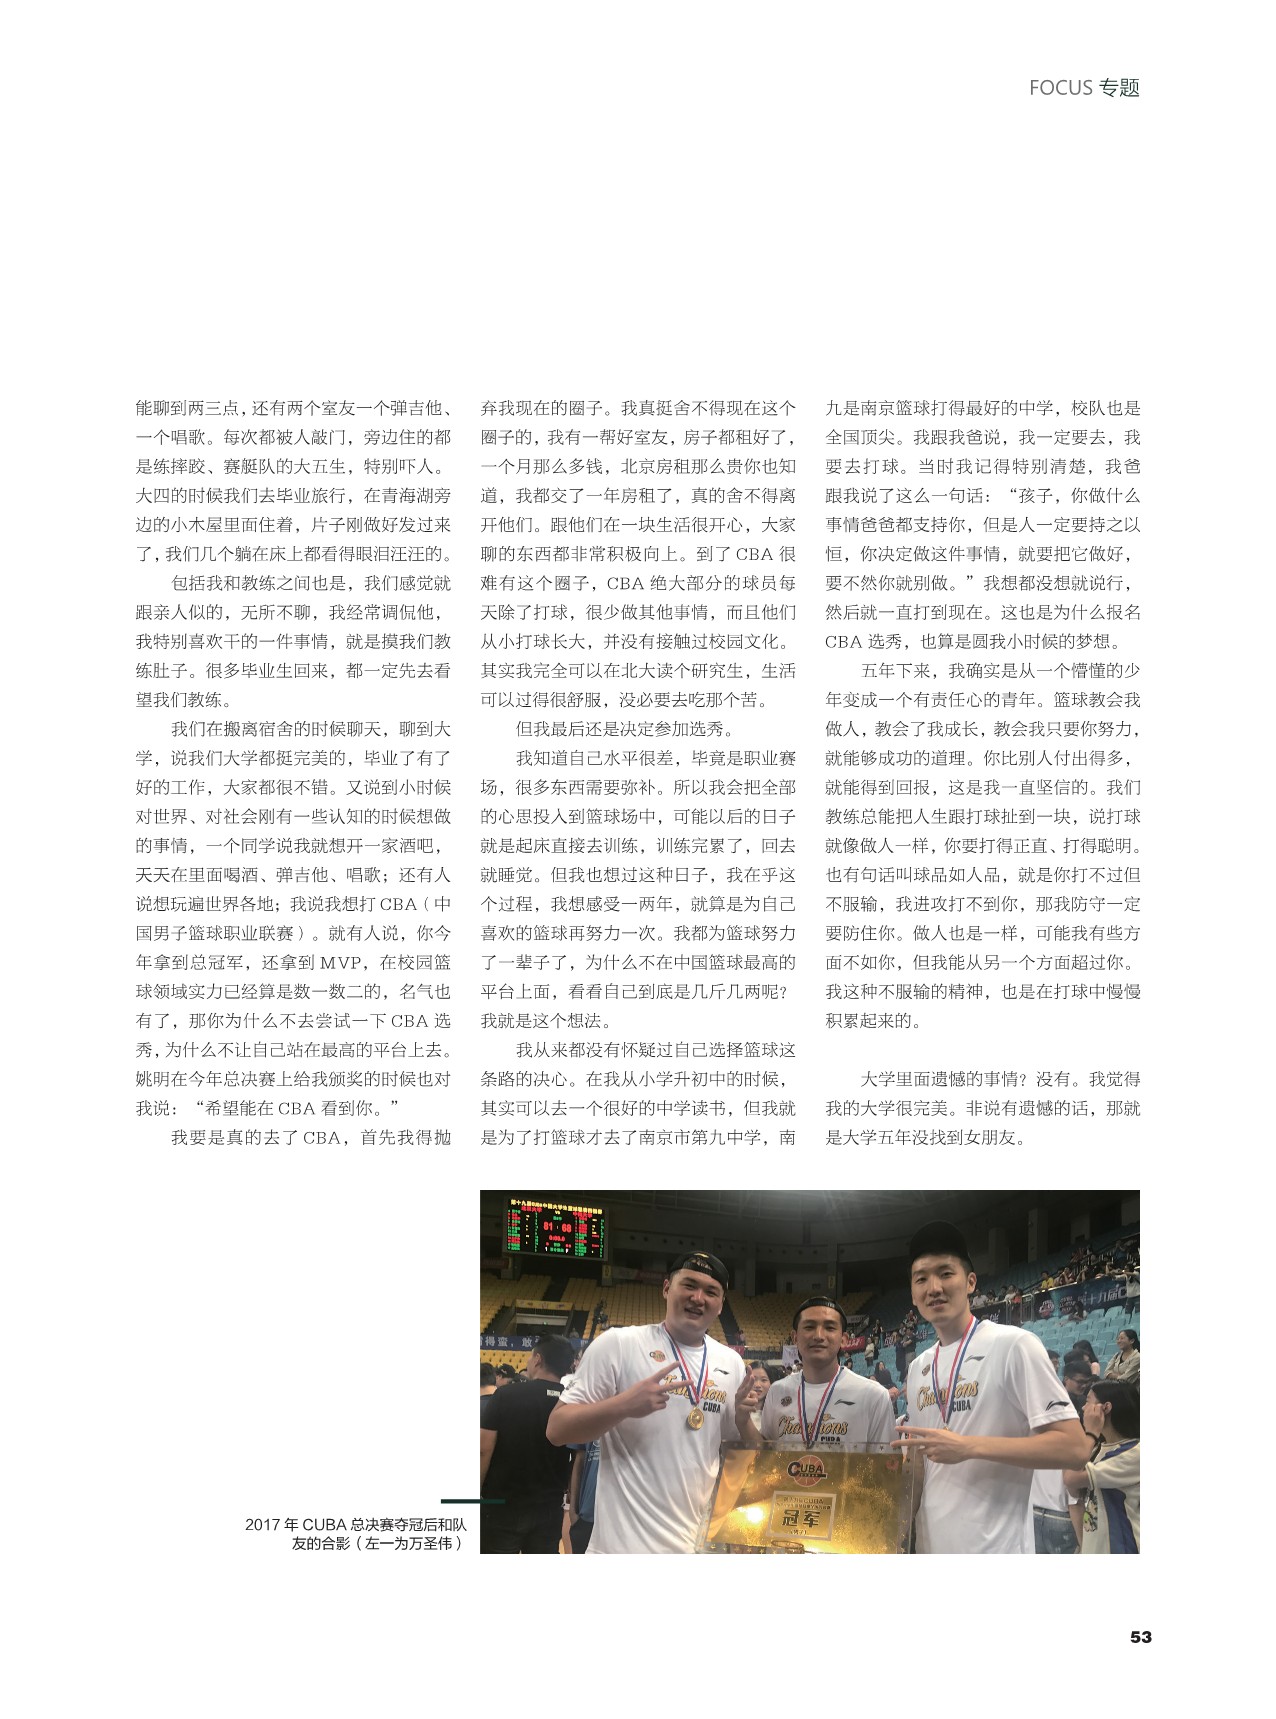 FOCUS 专题
能聊到两三点，还有两个室友一个弹吉他、
一个唱歌。每次都被人敲门，旁边住的都
是练摔跤、赛艇队的大五生，特别吓人。
大四的时候我们去毕业旅行，在青海湖旁
边的小木屋里面住着，片子刚做好发过来
了，我们几个躺在床上都看得眼泪汪汪的。
包括我和教练之间也是，我们感觉就
跟亲人似的，无所不聊，我经常调侃他，
我特别喜欢干的一件事情，就是摸我们教
练肚子。很多毕业生回来，都一定先去看
望我们教练。
我们在搬离宿舍的时候聊天，聊到大
学，说我们大学都挺完美的，毕业了有了
好的工作，大家都很不错。又说到小时候
对世界、对社会刚有一些认知的时候想做
的事情，一个同学说我就想开一家酒吧，
天天在里面喝酒、弹吉他、唱歌；还有人
说想玩遍世界各地；我说我想打 CBA（中
国男子篮球职业联赛）。就有人说，你今
年拿到总冠军，还拿到 MVP，在校园篮
球领域实力已经算是数一数二的，名气也
有了，那你为什么不去尝试一下 CBA 选
秀，为什么不让自己站在最高的平台上去。
姚明在今年总决赛上给我颁奖的时候也对
我说：“希望能在 CBA 看到你。”
我要是真的去了 CBA，首先我得抛
弃我现在的圈子。我真挺舍不得现在这个
圈子的，我有一帮好室友，房子都租好了，
一个月那么多钱，北京房租那么贵你也知
道，我都交了一年房租了，真的舍不得离
开他们。跟他们在一块生活很开心，大家
聊的东西都非常积极向上。到了 CBA 很
难有这个圈子，CBA 绝大部分的球员每
天除了打球，很少做其他事情，而且他们
从小打球长大，并没有接触过校园文化。
其实我完全可以在北大读个研究生，生活
可以过得很舒服，没必要去吃那个苦。
但我最后还是决定参加选秀。
我知道自己水平很差，毕竟是职业赛
场，很多东西需要弥补。所以我会把全部
的心思投入到篮球场中，可能以后的日子
就是起床直接去训练，训练完累了，回去
就睡觉。但我也想过这种日子，我在乎这
个过程，我想感受一两年，就算是为自己
喜欢的篮球再努力一次。我都为篮球努力
了一辈子了，为什么不在中国篮球最高的
平台上面，看看自己到底是几斤几两呢？
我就是这个想法。
我从来都没有怀疑过自己选择篮球这
条路的决心。在我从小学升初中的时候，
其实可以去一个很好的中学读书，但我就
是为了打篮球才去了南京市第九中学，南
九是南京篮球打得最好的中学，校队也是
全国顶尖。我跟我爸说，我一定要去，我
要去打球。当时我记得特别清楚，我爸
跟我说了这么一句话：“孩子，你做什么
事情爸爸都支持你，但是人一定要持之以
恒，你决定做这件事情，就要把它做好，
要不然你就别做。”我想都没想就说行，
然后就一直打到现在。这也是为什么报名
CBA 选秀，也算是圆我小时候的梦想。
五年下来，我确实是从一个懵懂的少
年变成一个有责任心的青年。篮球教会我
做人，教会了我成长，教会我只要你努力，
就能够成功的道理。你比别人付出得多，
就能得到回报，这是我一直坚信的。我们
教练总能把人生跟打球扯到一块，说打球
就像做人一样，你要打得正直、打得聪明。
也有句话叫球品如人品，就是你打不过但
不服输，我进攻打不到你，那我防守一定
要防住你。做人也是一样，可能我有些方
面不如你，但我能从另一个方面超过你。
我这种不服输的精神，也是在打球中慢慢
积累起来的。
大学里面遗憾的事情？没有。我觉得
我的大学很完美。非说有遗憾的话，那就
是大学五年没找到女朋友。
81 68
Champions
CUBA
Champions
CUBA
Champions
CUBA
CUBA
冠军
2017 年 CUBA 总决赛夺冠后和队
友的合影（左一为万圣伟）
53